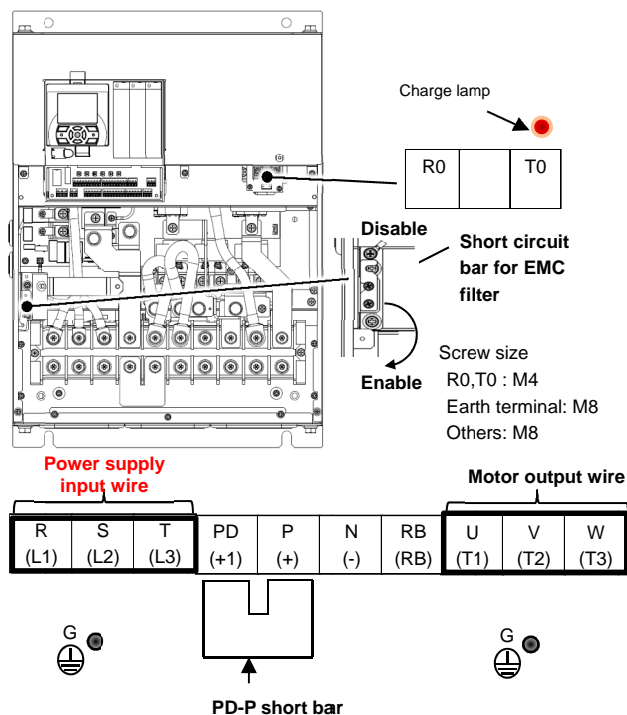 Charge lamp
R0
T0
Disable
Short circuit
bar for EMC
filter
Enable
Screw size
R0,T0 : M4
Earth terminal: M8
Others: M8
Power supply
input wire
Motor output wire
R S T PD P N RB U V W
(L1) (L2) (L3) (+1) (+) (-) (RB) (T1) (T2) (T3)
G
G
PD-P short bar